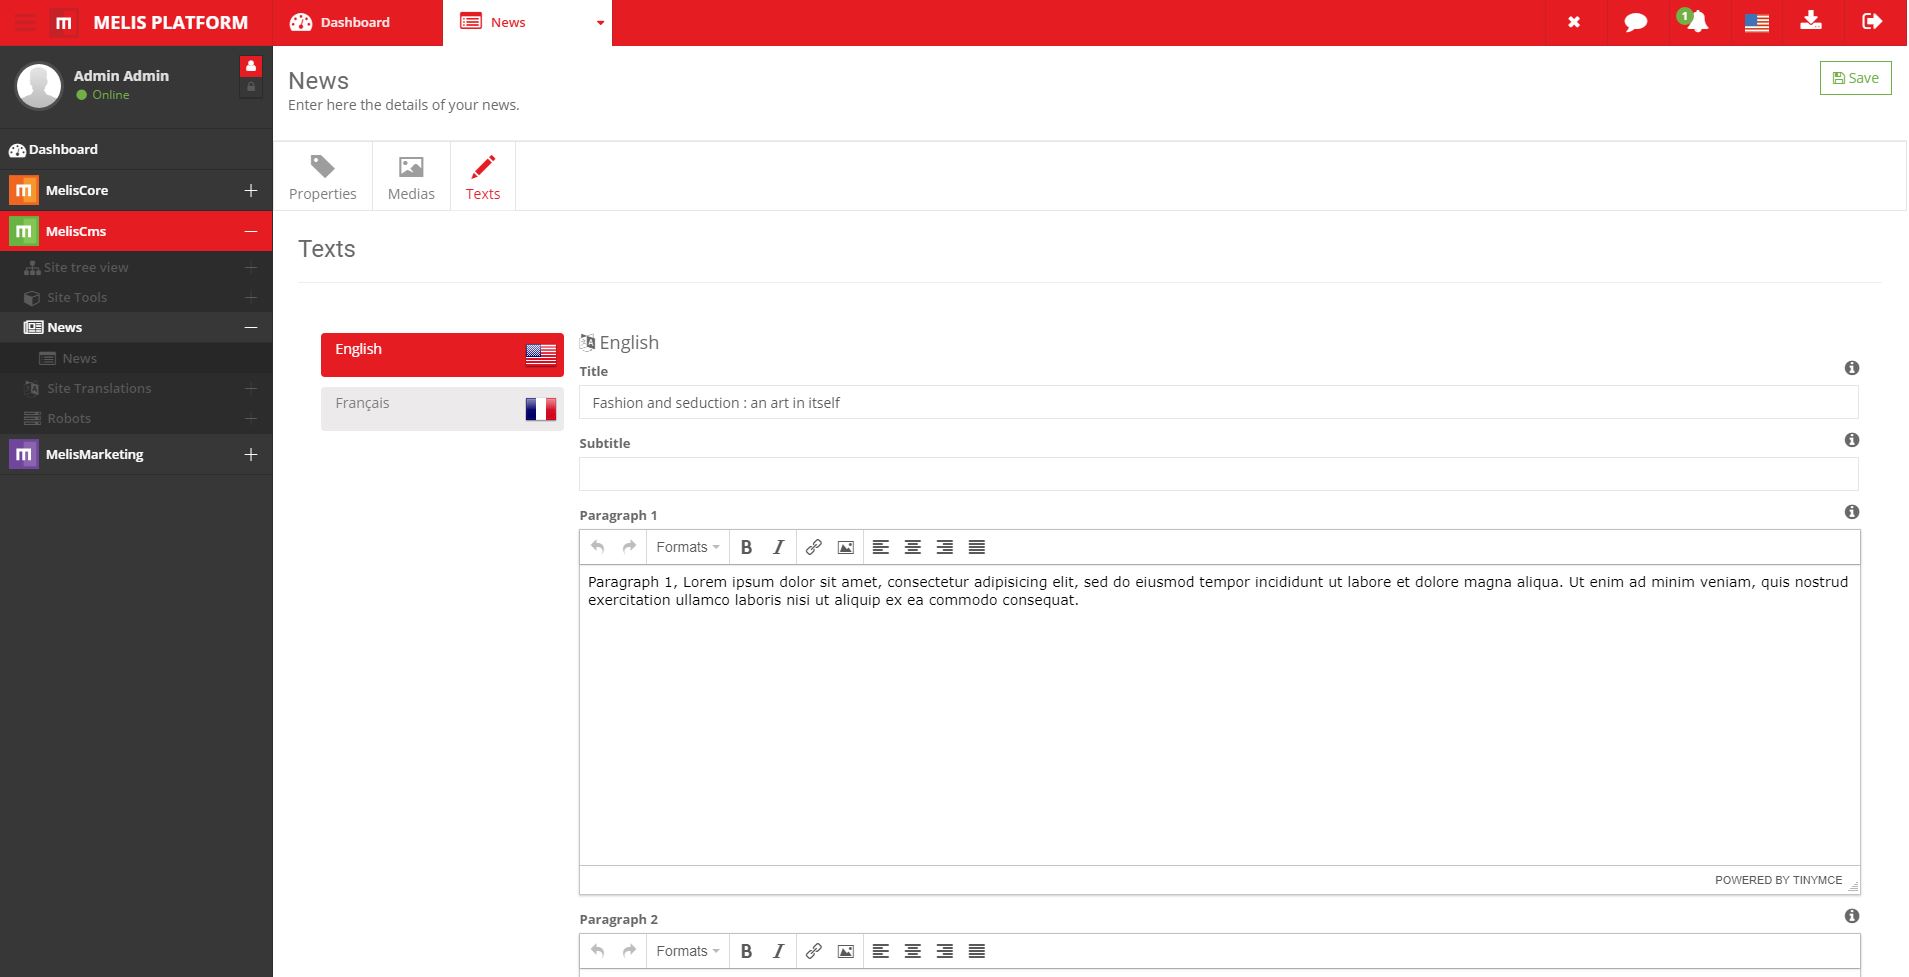 MELIS PLATFORM
Dashboard
News
1
Admin Admin
Online
Dashboard
MelisCore
MelisCms
Site tree view
Site Tools
News
News
Site Translations
Robots
MelisMarketing
News
Enter here the details of your news.
Save
Properties
Medias
Texts
Texts
English
Français
English
Title
Fashion and seduction : an art in itself
Subtitle
Paragraph 1
Formats
B I
Paragraph 1, Lorem ipsum dolor sit amet, consectetur adipisicing elit, sed do eiusmod tempor incididunt ut labore et dolore magna aliqua. Ut enim ad minim veniam, quis nostrud
exercitation ullamco laboris nisi ut aliquip ex ea commodo consequat.
POWERED BY TINYMCE
Paragraph 2
Formats
B I